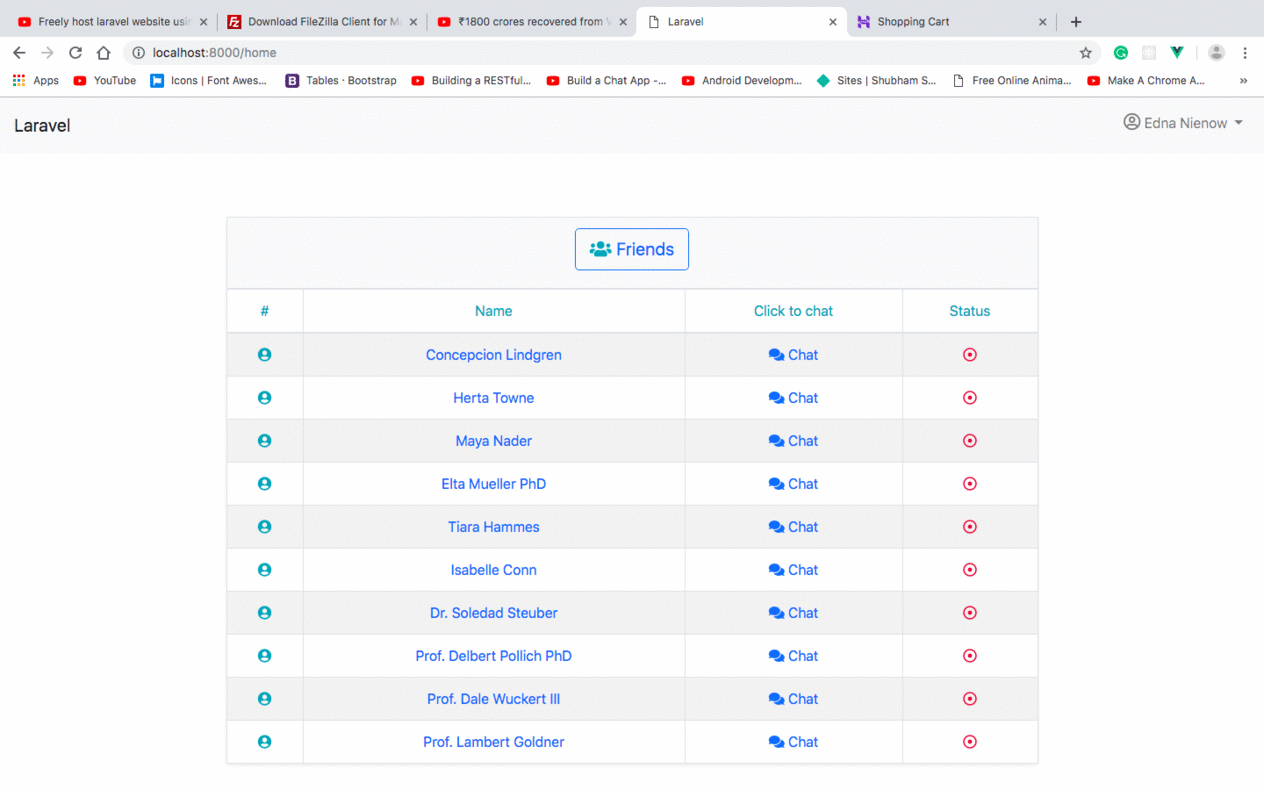 Freely host laravel website usin
Download FileZilla Client for Ma
₹1800 crores recovered from V
Laravel
Shopping Cart
localhost:8000/home
Apps
YouTube
Icons | Font Awes...
Tables · Bootstrap
Building a RESTful...
Build a Chat App -...
Android Developm...
Sites | Shubham S...
Free Online Anima...
Make A Chrome A...
»
Laravel
Edna Nienow
Friends
# Name Click to chat Status
Concepcion Lindgren Chat
Herta Towne Chat
Maya Nader Chat
Elta Mueller PhD Chat
Tiara Hammes Chat
Isabelle Conn Chat
Dr. Soledad Steuber Chat
Prof. Delbert Pollich PhD Chat
Prof. Dale Wuckert III Chat
Prof. Lambert Goldner Chat